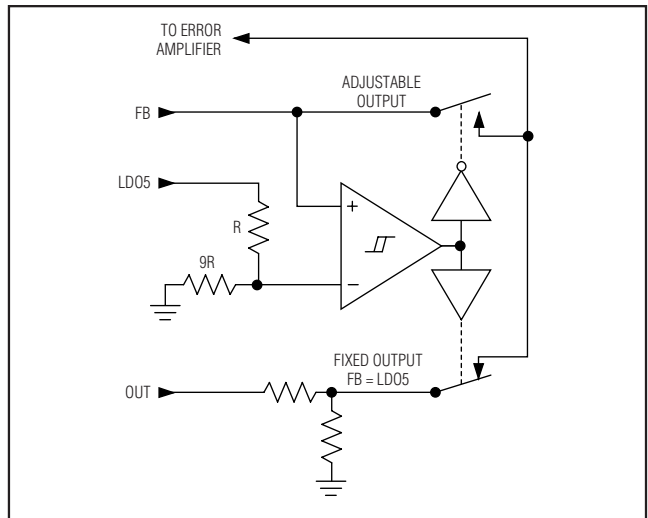 TO ERROR
AMPLIFIER
ADJUSTABLE
OUTPUT
FB
LDO5
R
+
9R
–
FIXED OUTPUT
FB = LDO5
OUT